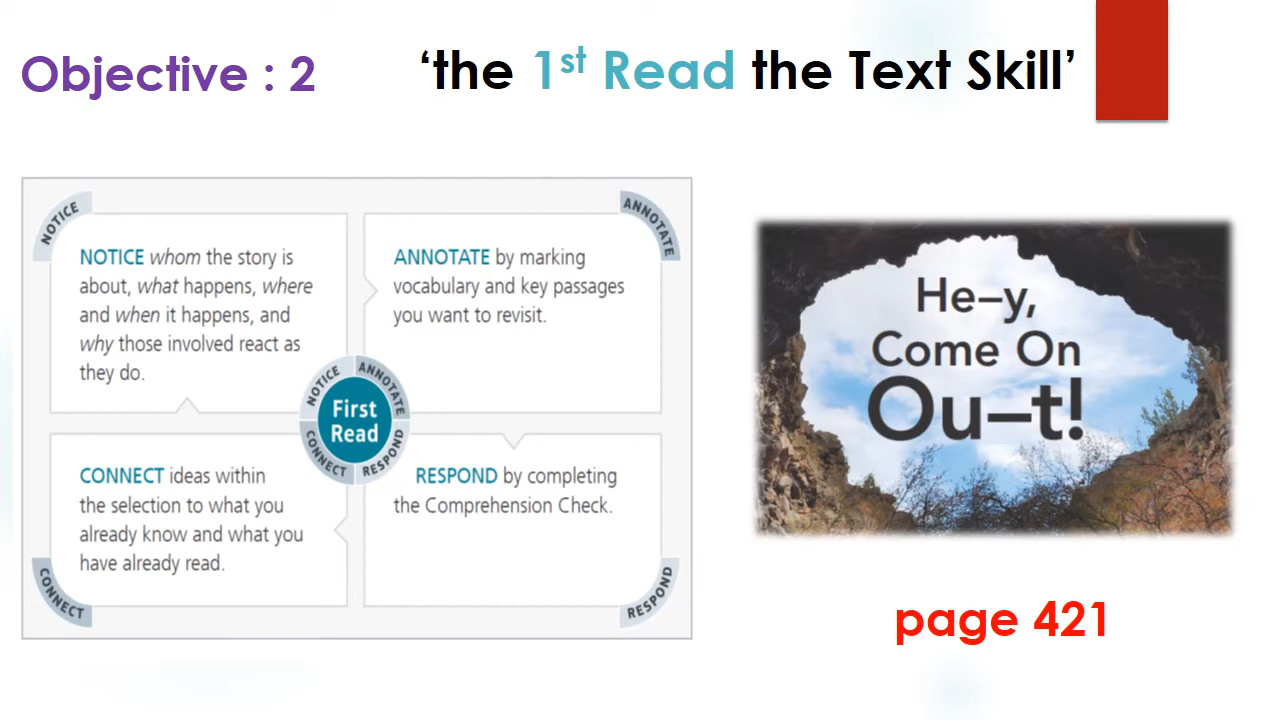 Objective : 2
‘the 1st Read the Text Skill’
NOTICE
NOTICE whom the story is
about, what happens, where
and when it happens, and
why those involved react as
they do.
ANNOTATE
ANNOTATE by marking
vocabulary and key passages
you want to revisit.
NOTICE
ANNOTATE
First
Read
CONNECT
RESPOND
CONNECT ideas within
the selection to what you
already know and what you
have already read.
CONNECT
RESPOND by completing
the Comprehension Check.
RESPOND
He–y,
Come On
Ou–t!
page 421